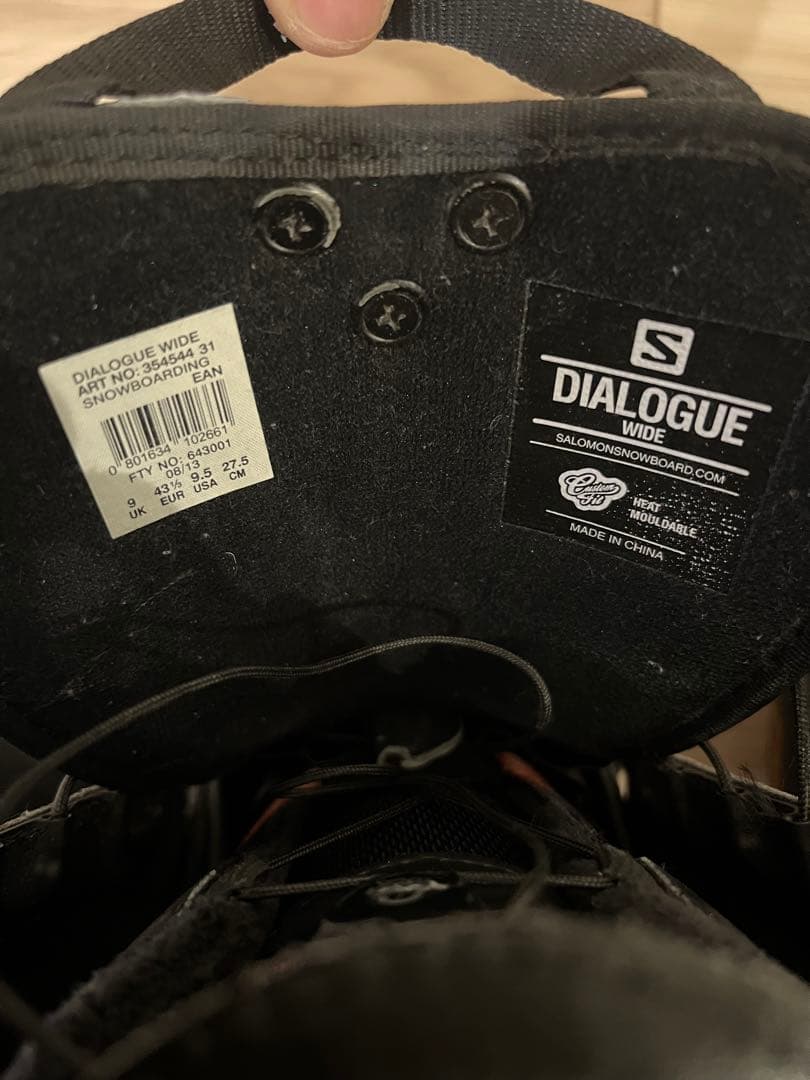 DIALOGUE WIDE
ART NO: 354544 31
SNOWBOARDING
EAN
0 801634 102661
FTY NO: 643001
08/13
9 43⅓ 9.5 27.5
UK EUR USA CM
S
DIALOGUE
WIDE
SALOMONSNOWBOARD.COM
Custom
Fit
HEAT
MOULDABLE
MADE IN CHINA